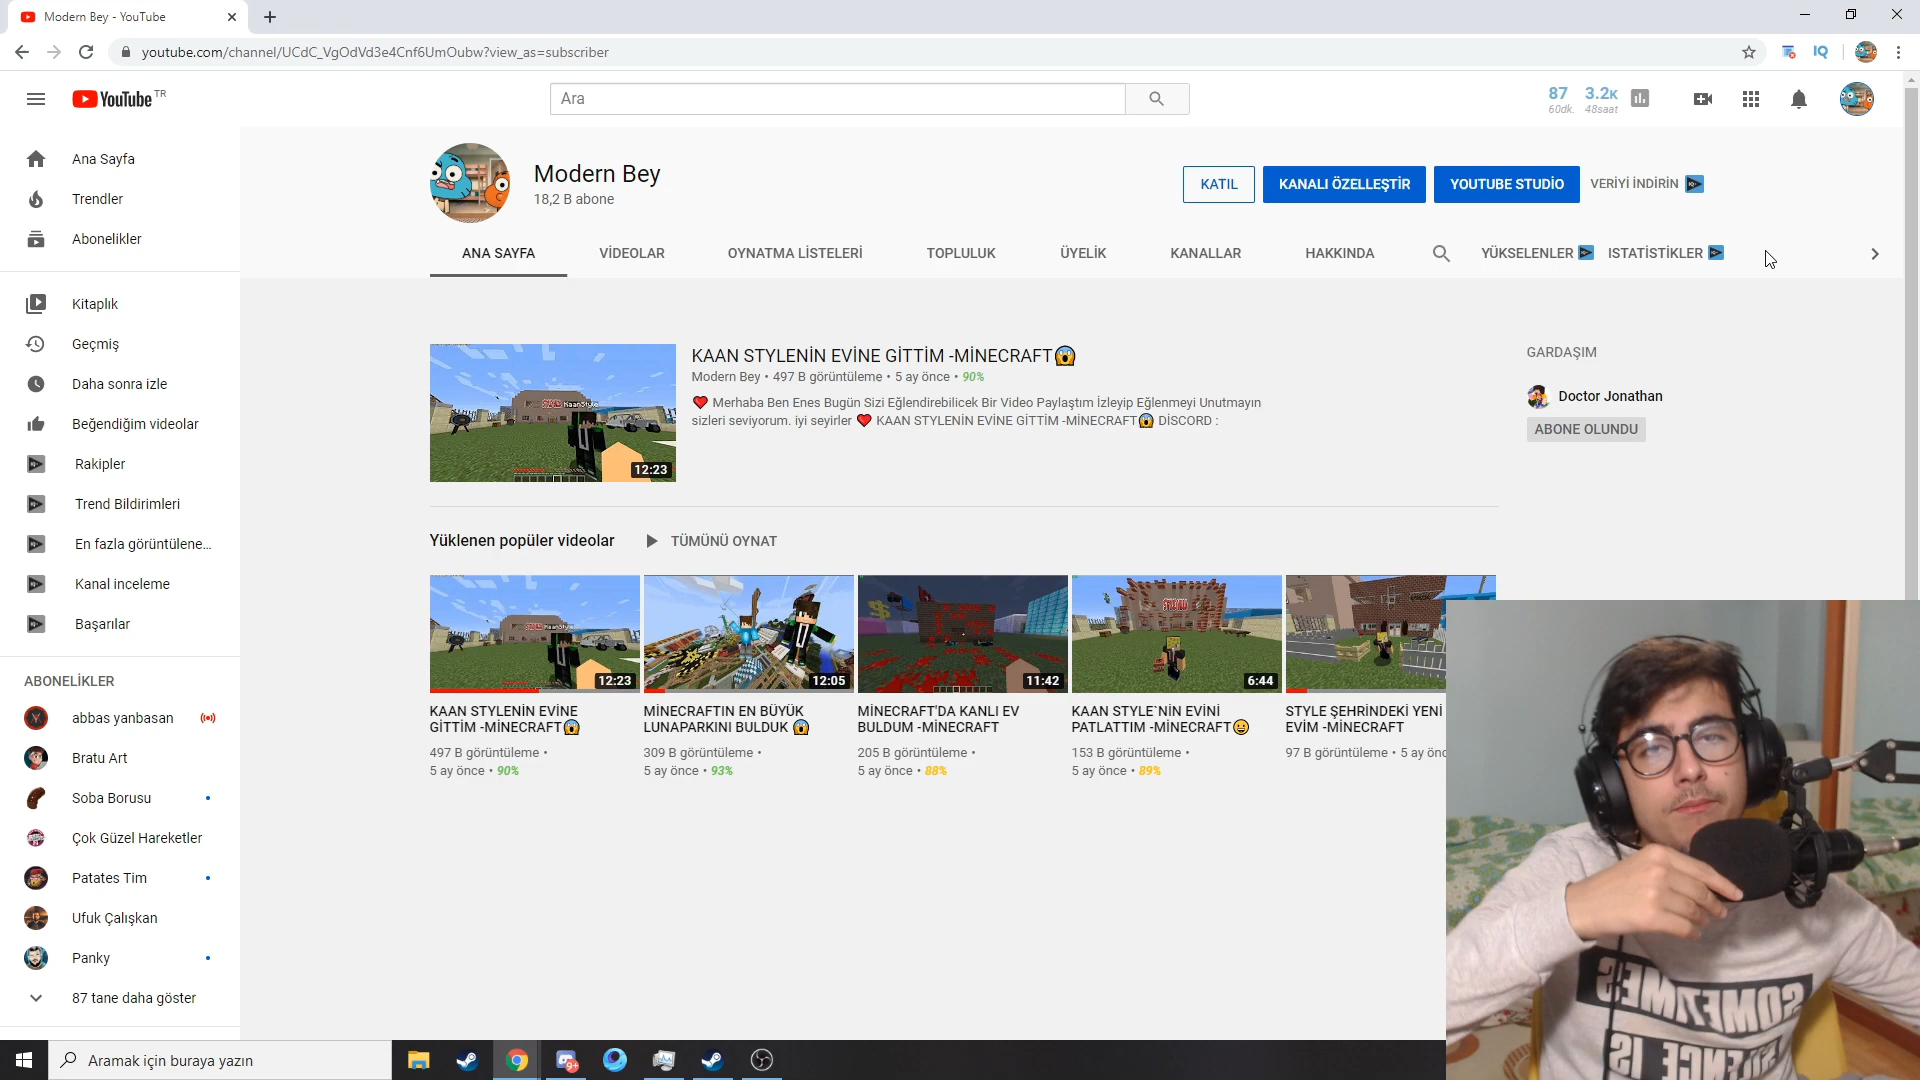 Modern Bey - YouTube
youtube.com/channel/UCdC_VgOdVd3e4Cnf6UmOubw?view_as=subscriber
YouTube TR
Ara
87 3.2K
60dk. 48saat
Ana Sayfa
Trendler
Abonelikler
Kitaplık
Geçmiş
Daha sonra izle
Beğendiğim videolar
Rakipler
Trend Bildirimleri
En fazla görüntülene...
Kanal inceleme
Başarılar
ABONELİKLER
abbas yanbasan
Bratu Art
Soba Borusu
Çok Güzel Hareketler
Patates Tim
Ufuk Çalışkan
Panky
87 tane daha göster
Modern Bey
18,2 B abone
KATIL
KANALI ÖZELLEŞTİR
YOUTUBE STUDİO
VERİYİ İNDİRİN
ANA SAYFA
VİDEOLAR
OYNATMA LİSTELERİ
TOPLULUK
ÜYELİK
KANALLAR
HAKKINDA
YÜKSELENLER
ISTATİSTİKLER
12:23
KAAN STYLENİN EVİNE GİTTİM -MİNECRAFT😱
Modern Bey • 497 B görüntüleme • 5 ay önce • 90%
❤️ Merhaba Ben Enes Bugün Sizi Eğlendirebilicek Bir Video Paylaştım İzleyip Eğlenmeyi Unutmayın
sizleri seviyorum. iyi seyirler ❤️ KAAN STYLENİN EVİNE GİTTİM -MİNECRAFT😱 DİSCORD :
GARDAŞIM
Doctor Jonathan
ABONE OLUNDU
Yüklenen popüler videolar
TÜMÜNÜ OYNAT
12:23
KAAN STYLENİN EVİNE
GİTTİM -MİNECRAFT😱
497 B görüntüleme •
5 ay önce • 90%
12:05
MİNECRAFTIN EN BÜYÜK
LUNAPARKINI BULDUK 😱
309 B görüntüleme •
5 ay önce • 93%
11:42
MİNECRAFT'DA KANLI EV
BULDUM -MİNECRAFT
205 B görüntüleme •
5 ay önce • 88%
6:44
KAAN STYLE`NİN EVİNİ
PATLATTIM -MİNECRAFT😀
153 B görüntüleme •
5 ay önce • 89%
STYLE ŞEHRİNDEKİ YENİ
EVİM -MİNECRAFT
97 B görüntüleme • 5 ay önc
SOMETIMES
SILENCE IS
Aramak için buraya yazın